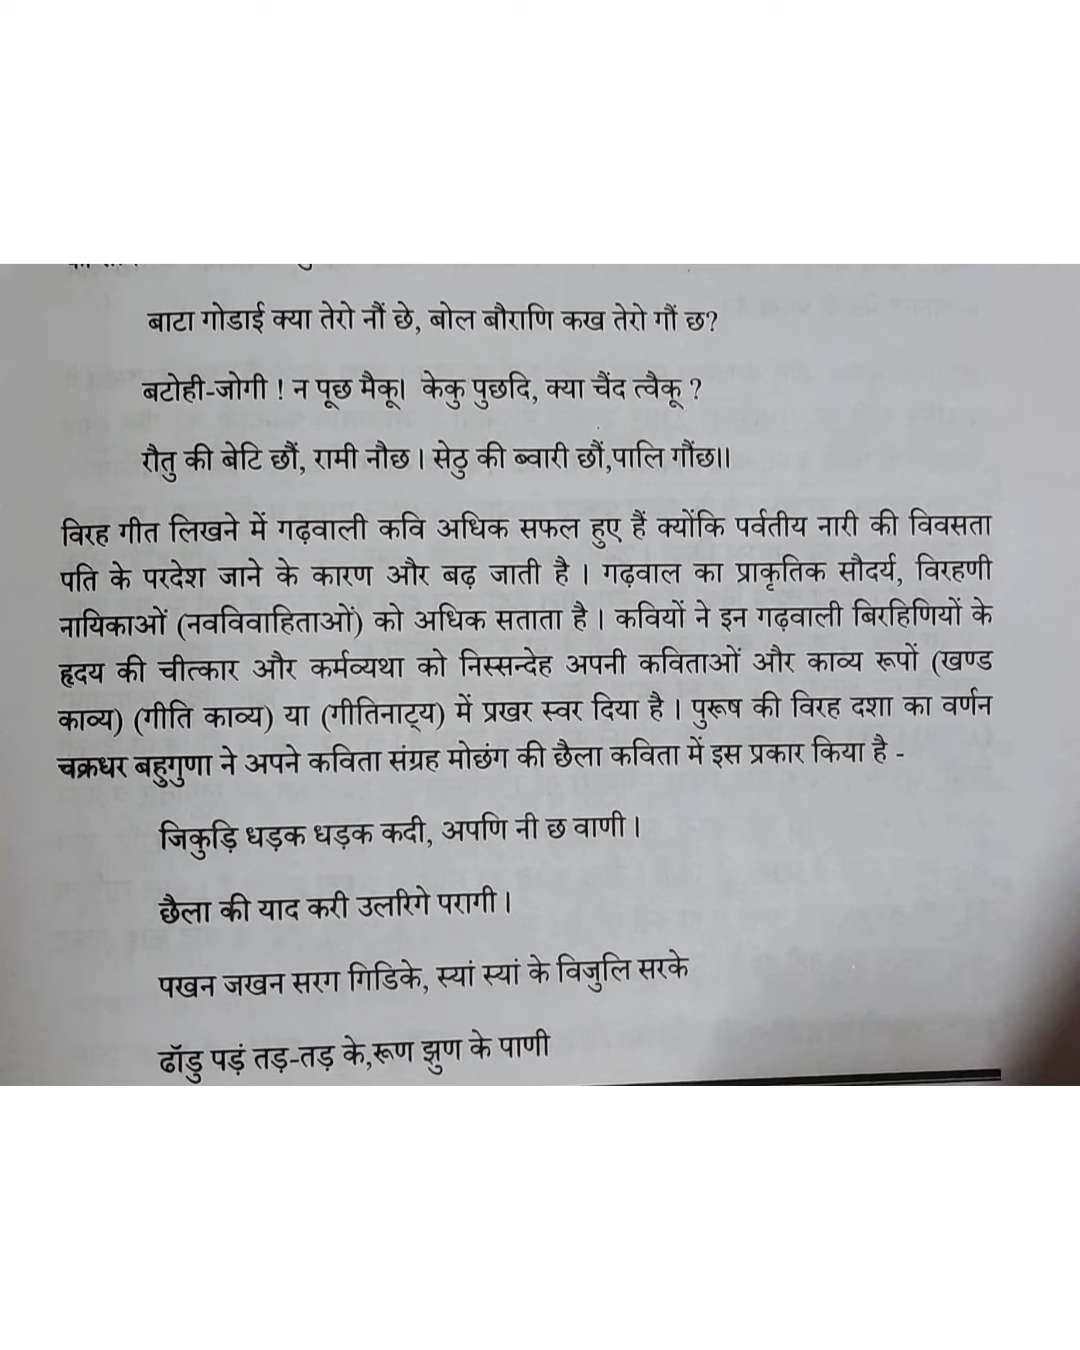 बाटा गोडाई क्या तेरो नौं छे, बोल बौराणि कख तेरो गौं छ?
बटोही-जोगी ! न पूछ मैकू। केकु पुछदि, क्या चैंद त्वैकू ?
रौतु की बेटि छौं, रामी नौछ । सेठु की ब्वारी छौं,पालि गौंछ॥
विरह गीत लिखने में गढ़वाली कवि अधिक सफल हुए हैं क्योंकि पर्वतीय नारी की विवसता
पति के परदेश जाने के कारण और बढ़ जाती है । गढ़वाल का प्राकृतिक सौदर्य, विरहणी
नायिकाओं (नवविवाहिताओं) को अधिक सताता है । कवियों ने इन गढ़वाली बिरहिणियों के
हृदय की चीत्कार और कर्मव्यथा को निस्सन्देह अपनी कविताओं और काव्य रूपों (खण्ड
काव्य) (गीति काव्य) या (गीतिनाट्य) में प्रखर स्वर दिया है । पुरूष की विरह दशा का वर्णन
चक्रधर बहुगुणा ने अपने कविता संग्रह मोछंग की छैला कविता में इस प्रकार किया है -
जिकुड़ि धड़क धड़क कदी, अपणि नी छ वाणी ।
छैला की याद करी उलरिगे परागी ।
पखन जखन सरग गिडिके, स्यां स्यां के विजुलि सरके
ढॉडु पड़ं तड़-तड़ के,रूण झुण के पाणी